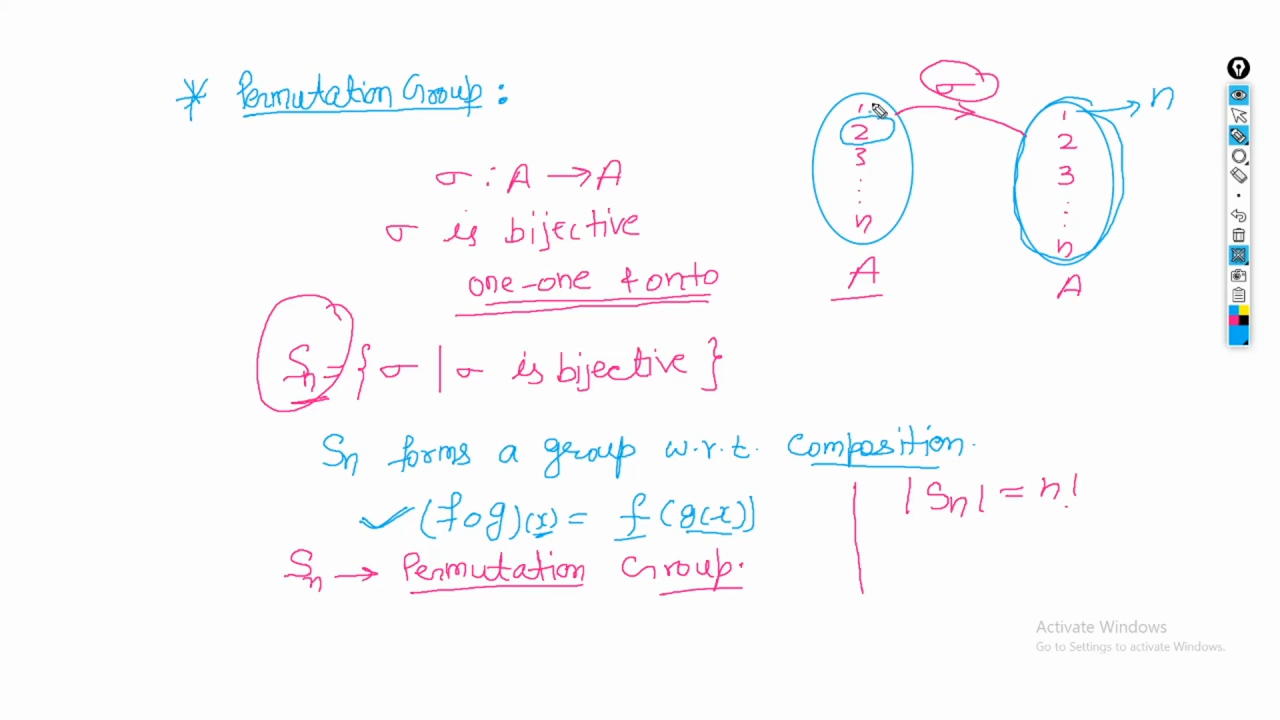 * Permutation Group :
σ : A → A
σ is bijective
one-one & onto
Sn = { σ | σ is bijective }
Sn forms a group w.r.t. composition.
✓ (f o g)(x) = f (g(x))
Sn → Permutation Group.
|Sn| = n!
σ
1
2
3
⋮
n
A
1
2
3
⋮
n
A
→ n
Activate Windows
Go to Settings to activate Windows.